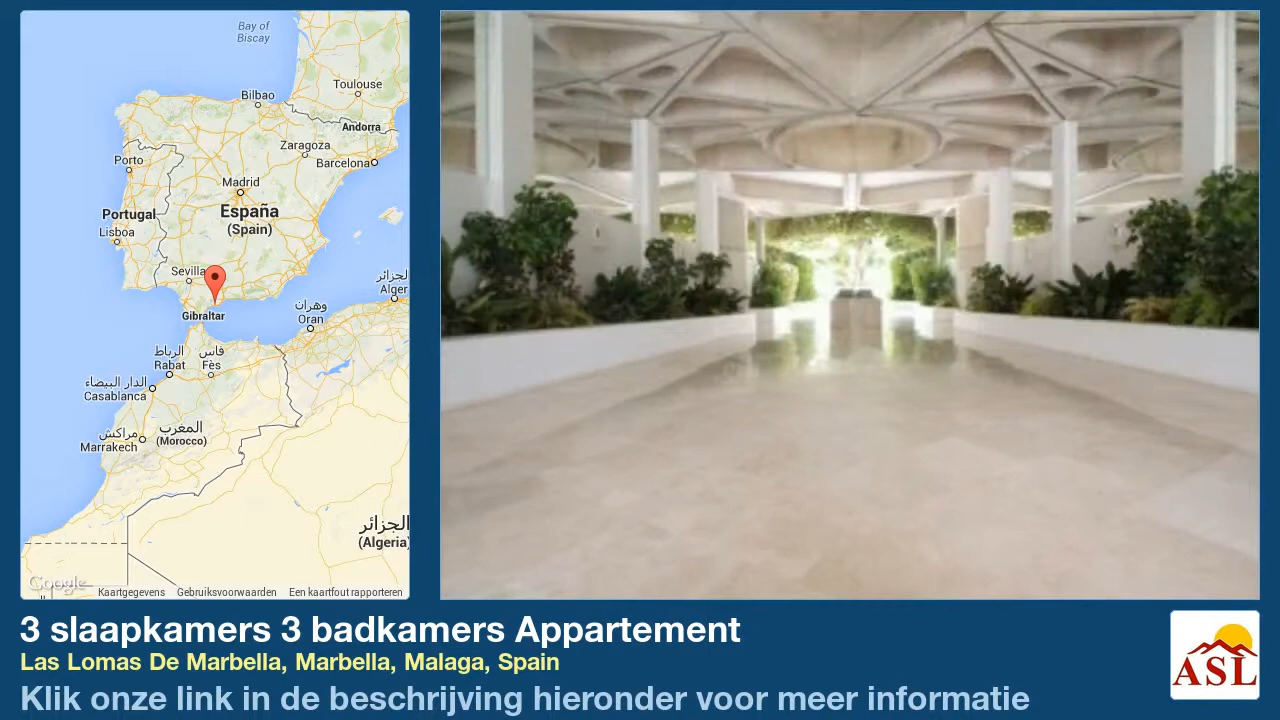 Bay of
Biscay
Toulouse
Bilbao
Andorra
Zaragoza
Barcelona
Porto
Madrid
Portugal
España
(Spain)
Lisboa
Sevilla
الجزائر
Alger
وهران
Oran
Gibraltar
الرباط
Rabat
فاس
Fès
الدار البيضاء
Casablanca
مراكش
Marrakech
المغرب
(Morocco)
الجزائر
(Algeria)
Google
Kaartgegevens Gebruiksvoorwaarden Een kaartfout rapporteren
3 slaapkamers 3 badkamers Appartement
Las Lomas De Marbella, Marbella, Malaga, Spain
Klik onze link in de beschrijving hieronder voor meer informatie
ASL